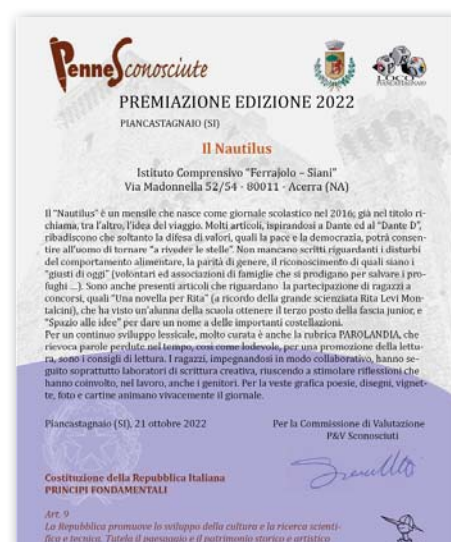 PenneSconosciute
LOCO
PIANCASTAGNAIO
PREMIAZIONE EDIZIONE 2022
PIANCASTAGNAIO (SI)
Il Nautilus
Istituto Comprensivo "Ferrajolo – Siani"
Via Madonnella 52/54 - 80011 - Acerra (NA)
Il "Nautilus" è un mensile che nasce come giornale scolastico nel 2016; già nel titolo ri-
chiama, tra l'altro, l'idea del viaggio. Molti articoli, ispirandosi a Dante ed al "Dante D",
ribadiscono che soltanto la difesa di valori, quali la pace e la democrazia, potrà consen-
tire all'uomo di tornare "a riveder le stelle". Non mancano scritti riguardanti i disturbi
del comportamento alimentare, la parità di genere, il riconoscimento di quali siano i
"giusti di oggi" (volontari ed associazioni di famiglie che si prodigano per salvare i pro-
fughi ...). Sono anche presenti articoli che riguardano la partecipazione di ragazzi a
concorsi, quali "Una novella per Rita" (a ricordo della grande scienziata Rita Levi Mon-
talcini), che ha visto un'alunna della scuola ottenere il terzo posto della fascia junior, e
"Spazio alle idee" per dare un nome a delle importanti costellazioni.
Per un continuo sviluppo lessicale, molto curata è anche la rubrica PAROLANDIA, che
rievoca parole perdute nel tempo, così come lodevole, per una promozione della lettu-
ra, sono i consigli di lettura. I ragazzi, impegnandosi in modo collaborativo, hanno se-
guito soprattutto laboratori di scrittura creativa, riuscendo a stimolare riflessioni che
hanno coinvolto, nel lavoro, anche i genitori. Per la veste grafica poesie, disegni, vignet-
te, foto e cartine animano vivacemente il giornale.
Piancastagnaio (SI), 21 ottobre 2022
Per la Commissione di Valutazione
P&V Sconosciuti
Costituzione della Repubblica Italiana
PRINCIPI FONDAMENTALI
Art. 9
La Repubblica promuove lo sviluppo della cultura e la ricerca scienti-
fica e tecnica. Tutela il paesaggio e il patrimonio storico e artistico